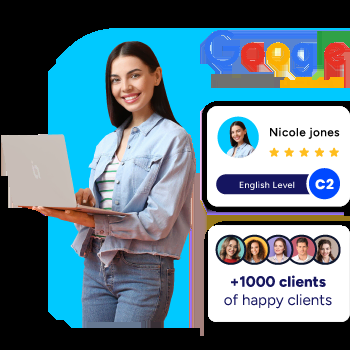 Google
Nicole jones
English Level
C2
+1000 clients
of happy clients